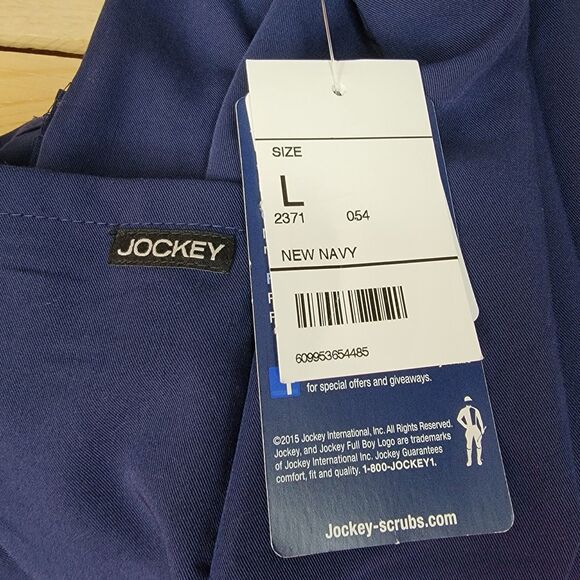 JOCKEY
SIZE
L
2371 054
NEW NAVY
609953654485
for special offers and giveaways.
©2015 Jockey International, Inc. All Rights Reserved.
Jockey, and Jockey Full Boy Logo are trademarks
of Jockey International Inc. Jockey Guarantees
comfort, fit and quality. 1-800-JOCKEY1.
Jockey-scrubs.com